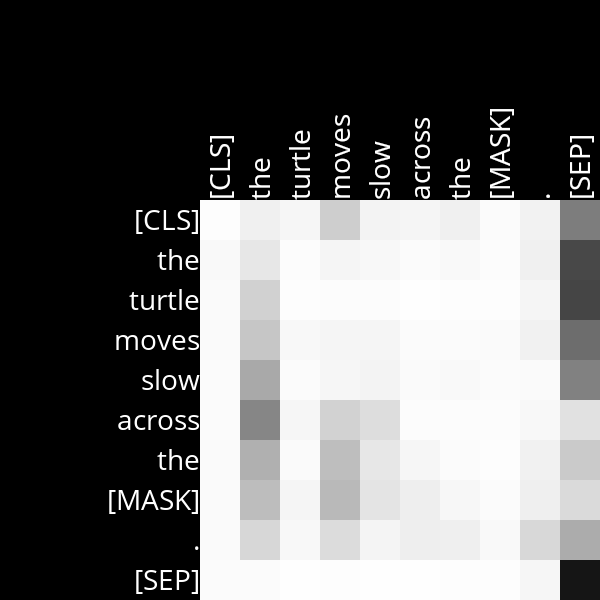 [CLS] the turtle moves slow across the [MASK] . [SEP]
[CLS]
the
turtle
moves
slow
across
the
[MASK]
.
[SEP]